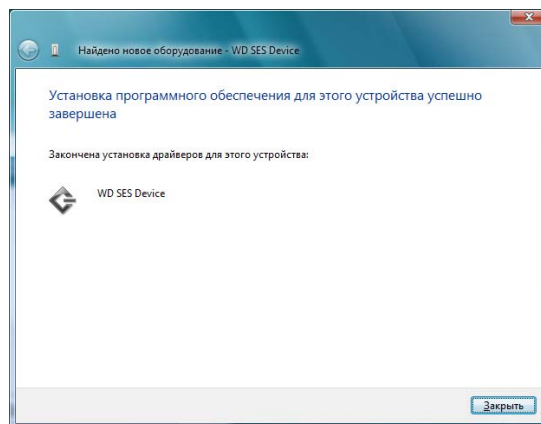 Найдено новое оборудование - WD SES Device
Установка программного обеспечения для этого устройства успешно
завершена
Закончена установка драйверов для этого устройства:
WD SES Device
Закрыть